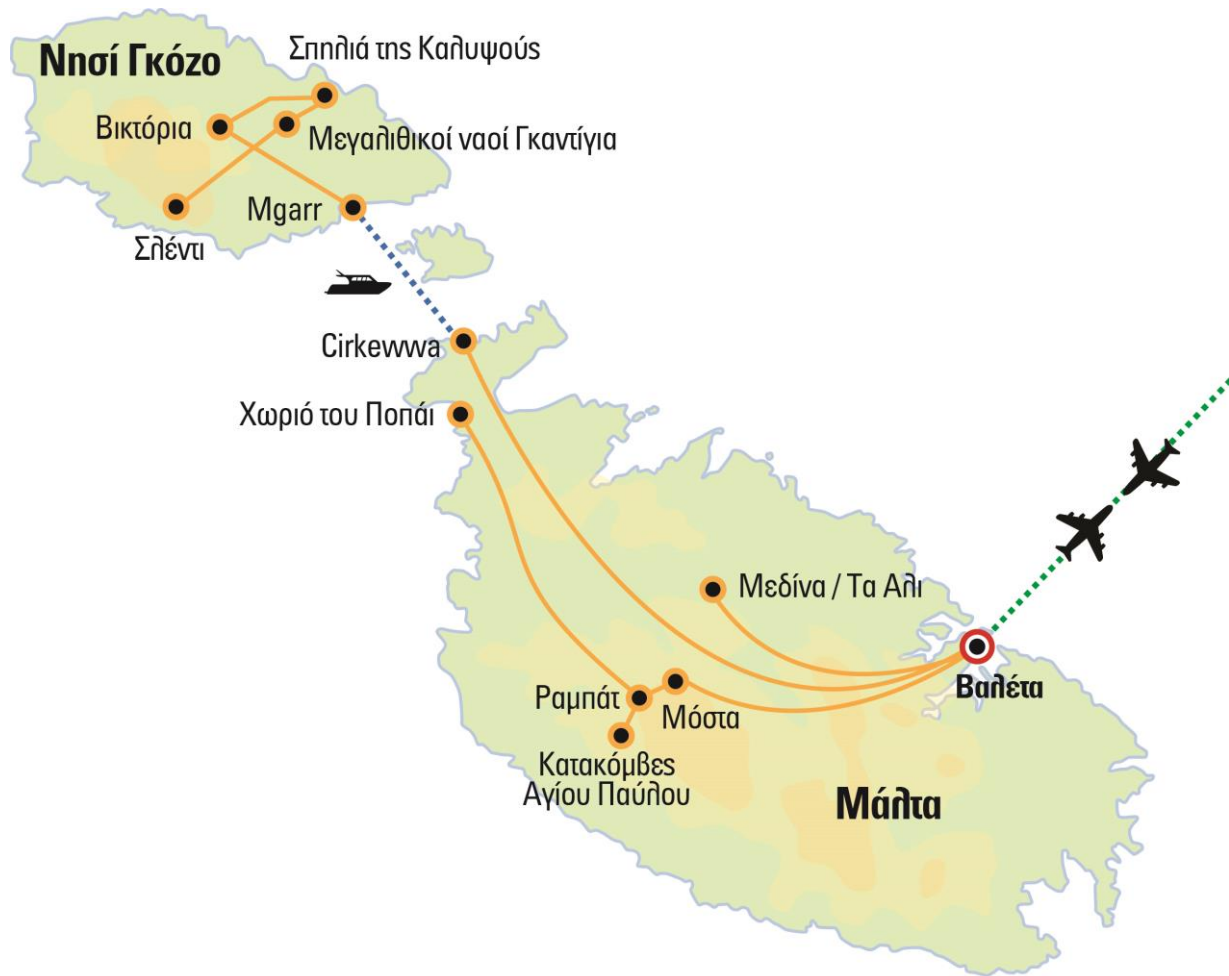 Νησί Γκόζο
Σπηλιά της Καλυψούς
Βικτόρια
Μεγαλιθικοί ναοί Γκαντίγια
Mgarr
Σλέντι
Cirkewwa
Χωριό του Ποπάι
Μεδίνα / Τα Αλι
Βαλέτα
Ραμπάτ
Μόστα
Κατακόμβες
Αγίου Παύλου
Μάλτα